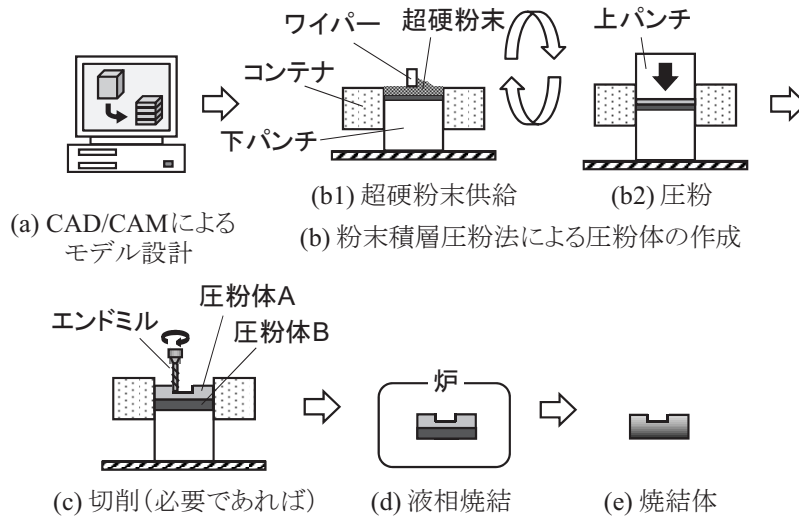 ワイパー
超硬粉末
上パンチ
コンテナ
下パンチ
(b1) 超硬粉末供給
(b2) 圧粉
(a) CAD/CAMによる
モデル設計
(b) 粉末積層圧粉法による圧粉体の作成
圧粉体A
エンドミル
圧粉体B
炉
(c) 切削(必要であれば)
(d) 液相焼結
(e) 焼結体